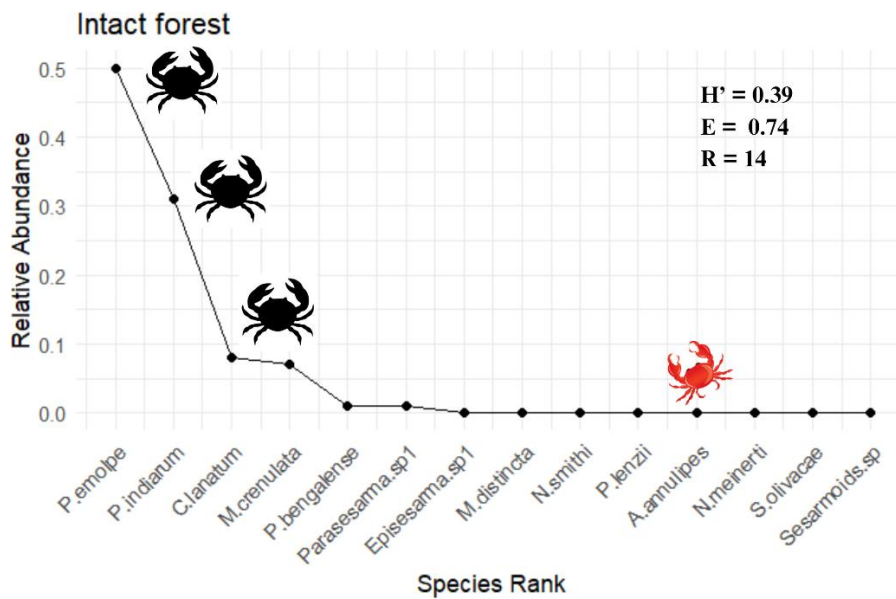 Intact forest
H' = 0.39
E = 0.74
R = 14
Relative Abundance
0.5
0.4
0.3
0.2
0.1
0.0
P.emolpe
P.indiarum
C.lanatum
M.crenulata
P.bengalense
Parasesarma.sp1
Episesarma.sp1
M.distincta
N.smithi
P.lenzii
A.annulipes
N.meinerti
S.olivacae
Sesarmoids.sp
Species Rank